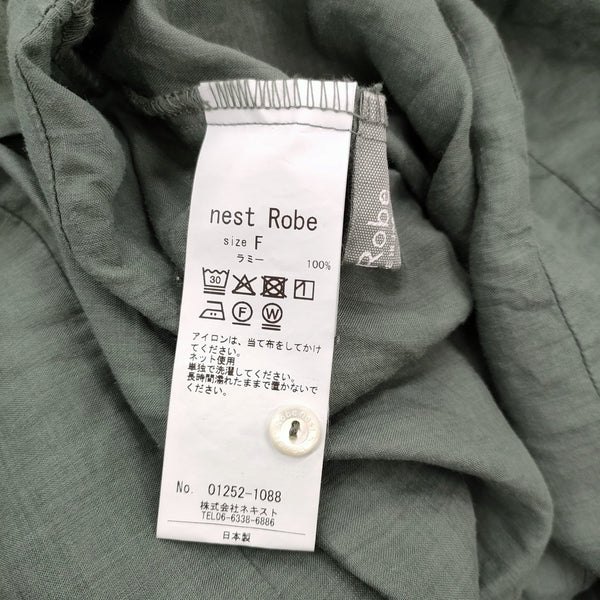 nest Robe
size F
ラミー 100%
30
F W
アイロンは、当て布をしてかけ
てください。
ネット使用
単独で洗濯してください。
長時間濡れたままで置かないで
ください。
No. 01252-1088
株式会社ネキスト
TEL06-6338-6886
日本製
Robe